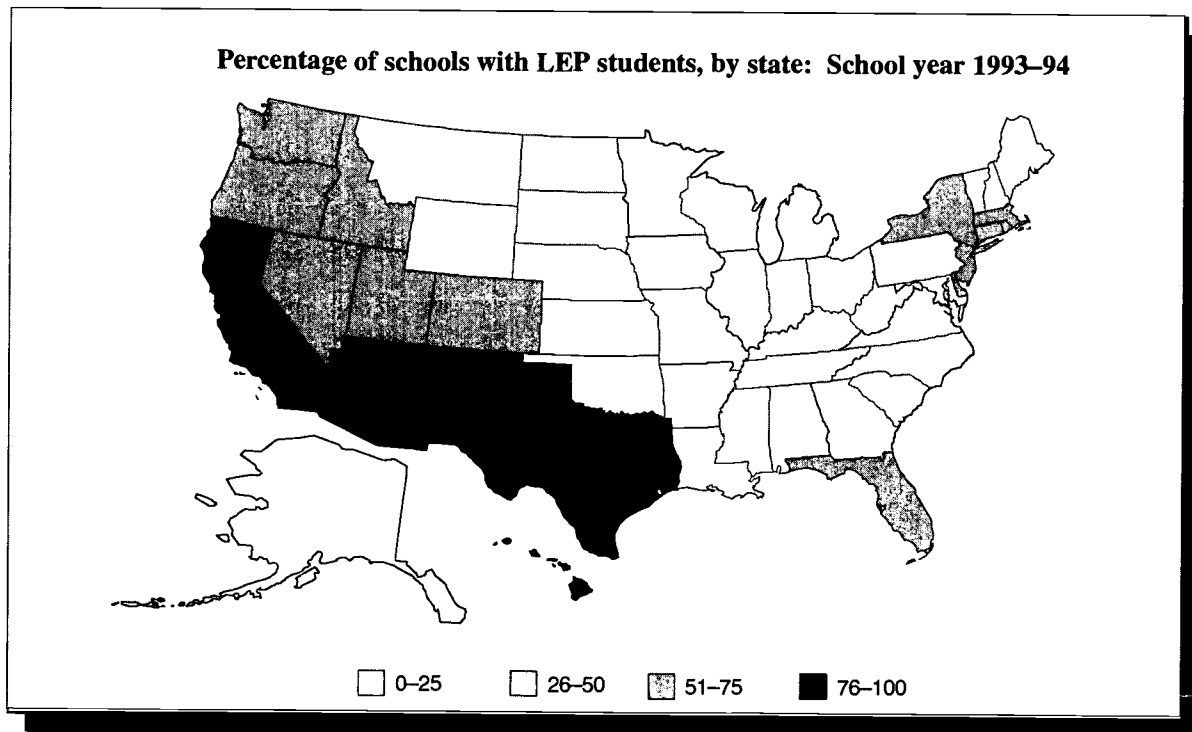 Percentage of schools with LEP students, by state: School year 1993–94
0–25 26–50 51–75 76–100